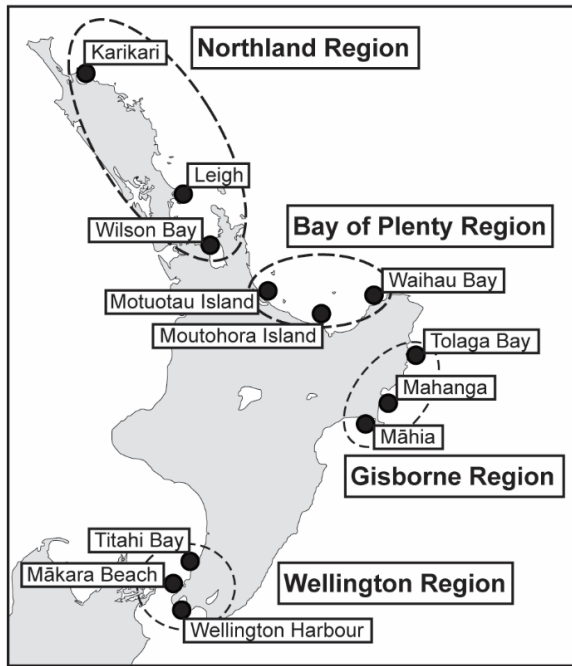 Northland Region
Karikari
Leigh
Wilson Bay
Bay of Plenty Region
Motuotau Island
Waihau Bay
Moutohora Island
Tolaga Bay
Mahanga
Māhia
Gisborne Region
Titahi Bay
Mākara Beach
Wellington Region
Wellington Harbour